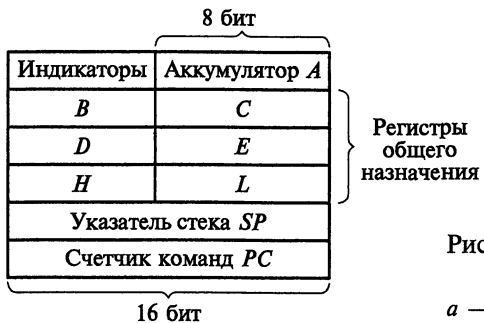 8 бит
Индикаторы Аккумулятор A
B C
D E
H L
Регистры
общего
назначения
Указатель стека SP
Счетчик команд PC
16 бит
Рис
a —